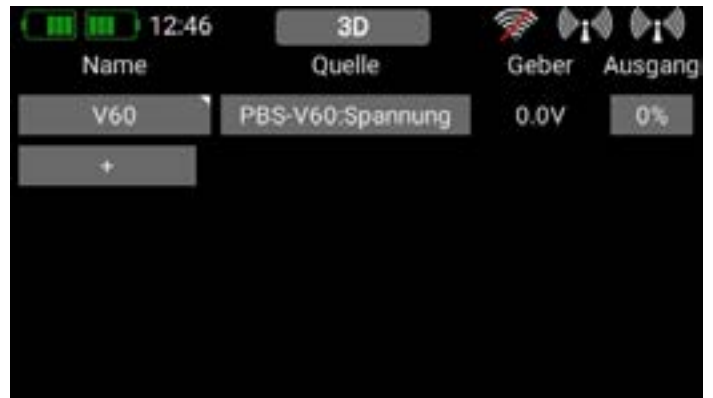 12:46 3D
Name Quelle Geber Ausgang
V60 PBS-V60:Spannung 0.0V 0%
+